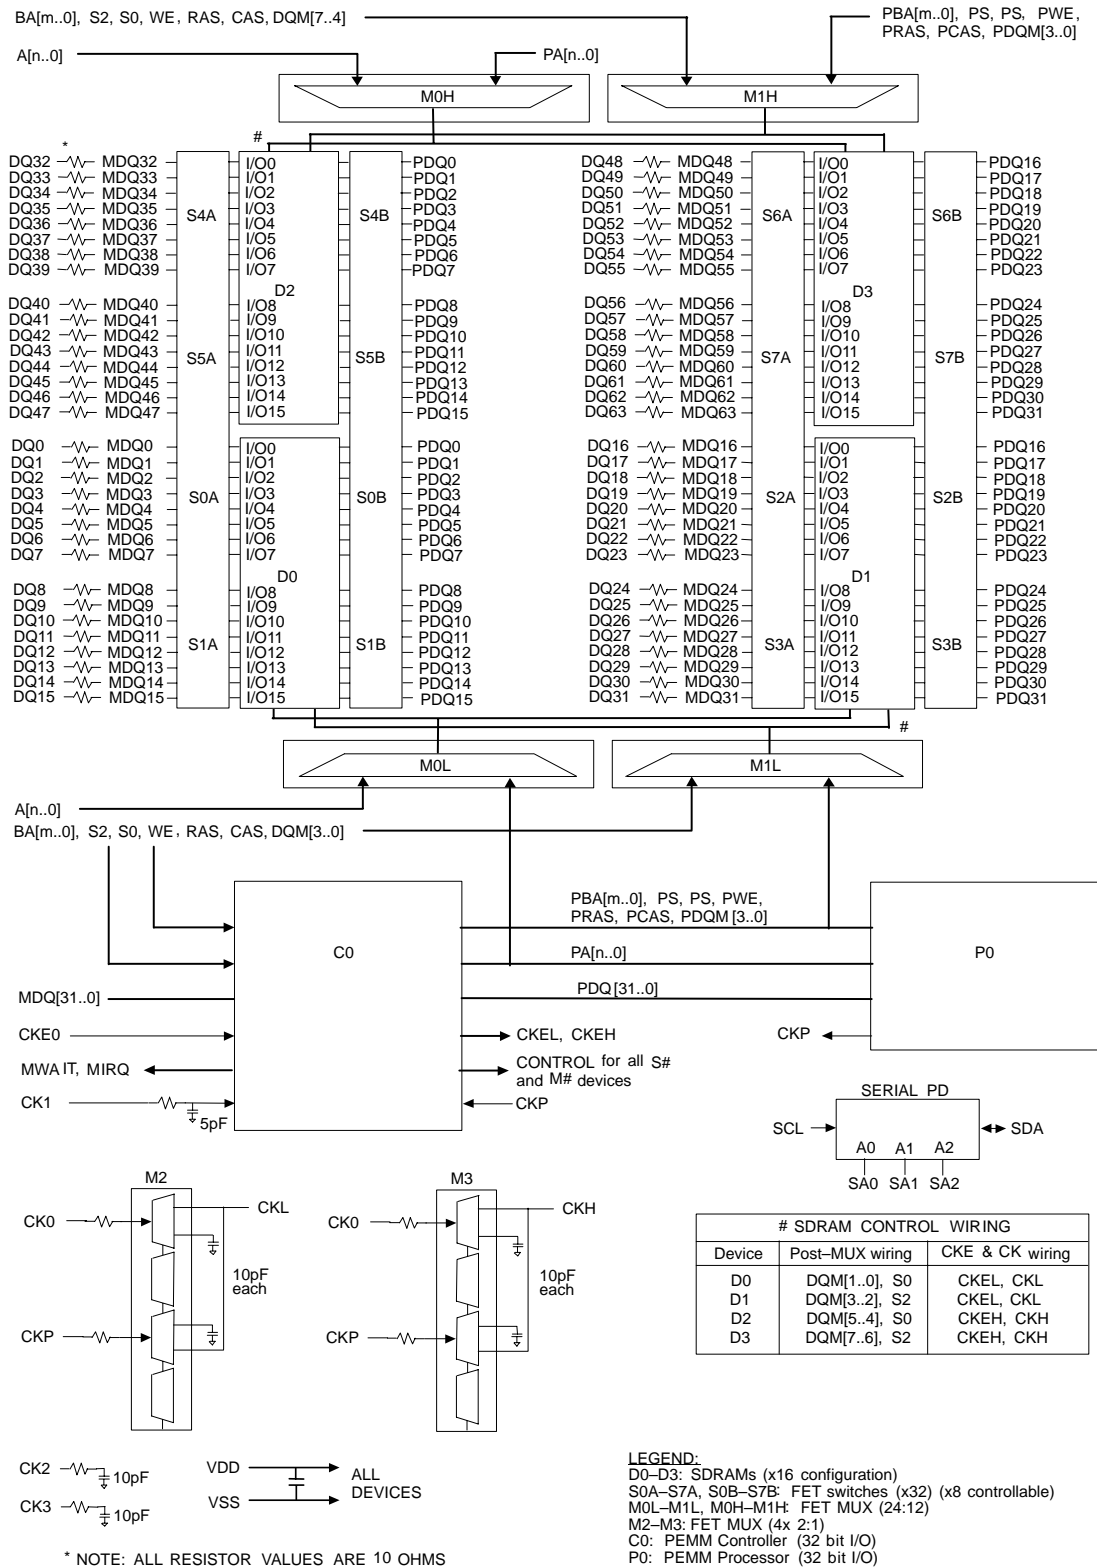 BA[m..0], S2, S0, WE, RAS, CAS, DQM[7..4]
PBA[m..0], PS, PS, PWE,
PRAS, PCAS, PDQM[3..0]
A[n..0]
PA[n..0]
M0H
M1H
*
#
DQ32 MDQ32 I/O0 PDQ0 DQ48 MDQ48 I/O0 PDQ16
DQ33 MDQ33 I/O1 PDQ1 DQ49 MDQ49 I/O1 PDQ17
DQ34 MDQ34 I/O2 PDQ2 DQ50 MDQ50 I/O2 PDQ18
DQ35 MDQ35 S4A I/O3 S4B PDQ3 DQ51 MDQ51 S6A I/O3 S6B PDQ19
DQ36 MDQ36 I/O4 PDQ4 DQ52 MDQ52 I/O4 PDQ20
DQ37 MDQ37 I/O5 PDQ5 DQ53 MDQ53 I/O5 PDQ21
DQ38 MDQ38 I/O6 PDQ6 DQ54 MDQ54 I/O6 PDQ22
DQ39 MDQ39 I/O7 PDQ7 DQ55 MDQ55 I/O7 PDQ23
D2 D3
DQ40 MDQ40 I/O8 PDQ8 DQ56 MDQ56 I/O8 PDQ24
DQ41 MDQ41 I/O9 PDQ9 DQ57 MDQ57 I/O9 PDQ25
DQ42 MDQ42 I/O10 PDQ10 DQ58 MDQ58 I/O10 PDQ26
DQ43 MDQ43 S5A I/O11 S5B PDQ11 DQ59 MDQ59 S7A I/O11 S7B PDQ27
DQ44 MDQ44 I/O12 PDQ12 DQ60 MDQ60 I/O12 PDQ28
DQ45 MDQ45 I/O13 PDQ13 DQ61 MDQ61 I/O13 PDQ29
DQ46 MDQ46 I/O14 PDQ14 DQ62 MDQ62 I/O14 PDQ30
DQ47 MDQ47 I/O15 PDQ15 DQ63 MDQ63 I/O15 PDQ31
DQ0 MDQ0 I/O0 PDQ0 DQ16 MDQ16 I/O0 PDQ16
DQ1 MDQ1 I/O1 PDQ1 DQ17 MDQ17 I/O1 PDQ17
DQ2 MDQ2 I/O2 PDQ2 DQ18 MDQ18 I/O2 PDQ18
DQ3 MDQ3 S0A I/O3 S0B PDQ3 DQ19 MDQ19 S2A I/O3 S2B PDQ19
DQ4 MDQ4 I/O4 PDQ4 DQ20 MDQ20 I/O4 PDQ20
DQ5 MDQ5 I/O5 PDQ5 DQ21 MDQ21 I/O5 PDQ21
DQ6 MDQ6 I/O6 PDQ6 DQ22 MDQ22 I/O6 PDQ22
DQ7 MDQ7 I/O7 PDQ7 DQ23 MDQ23 I/O7 PDQ23
D0 D1
DQ8 MDQ8 I/O8 PDQ8 DQ24 MDQ24 I/O8 PDQ24
DQ9 MDQ9 I/O9 PDQ9 DQ25 MDQ25 I/O9 PDQ25
DQ10 MDQ10 I/O10 PDQ10 DQ26 MDQ26 I/O10 PDQ26
DQ11 MDQ11 S1A I/O11 S1B PDQ11 DQ27 MDQ27 S3A I/O11 S3B PDQ27
DQ12 MDQ12 I/O12 PDQ12 DQ28 MDQ28 I/O12 PDQ28
DQ13 MDQ13 I/O13 PDQ13 DQ29 MDQ29 I/O13 PDQ29
DQ14 MDQ14 I/O14 PDQ14 DQ30 MDQ30 I/O14 PDQ30
DQ15 MDQ15 I/O15 PDQ15 DQ31 MDQ31 I/O15 PDQ31
#
M0L
M1L
A[n..0]
BA[m..0], S2, S0, WE, RAS, CAS, DQM[3..0]
PBA[m..0], PS, PS, PWE,
PRAS, PCAS, PDQM[3..0]
C0
PA[n..0]
P0
MDQ[31..0]
PDQ[31..0]
CKE0
CKEL, CKEH
CKP
MWAIT, MIRQ
CONTROL for all S#
and M# devices
CK1
5pF
CKP
SERIAL PD
SCL
A0 A1 A2
SDA
SA0 SA1 SA2
M2
M3
CK0
CKL
CK0
CKH
10pF
each
10pF
each
CKP
CKP
# SDRAM CONTROL WIRING
Device Post–MUX wiring CKE & CK wiring
D0 DQM[1..0], S0 CKEL, CKL
D1 DQM[3..2], S2 CKEL, CKL
D2 DQM[5..4], S0 CKEH, CKH
D3 DQM[7..6], S2 CKEH, CKH
CK2
10pF
CK3
10pF
VDD
VSS
ALL
DEVICES
LEGEND:
D0–D3: SDRAMs (x16 configuration)
S0A–S7A, S0B–S7B: FET switches (x32) (x8 controllable)
M0L–M1L, M0H–M1H: FET MUX (24:12)
M2–M3: FET MUX (4x 2:1)
C0: PEMM Controller (32 bit I/O)
P0: PEMM Processor (32 bit I/O)
* NOTE: ALL RESISTOR VALUES ARE 10 OHMS